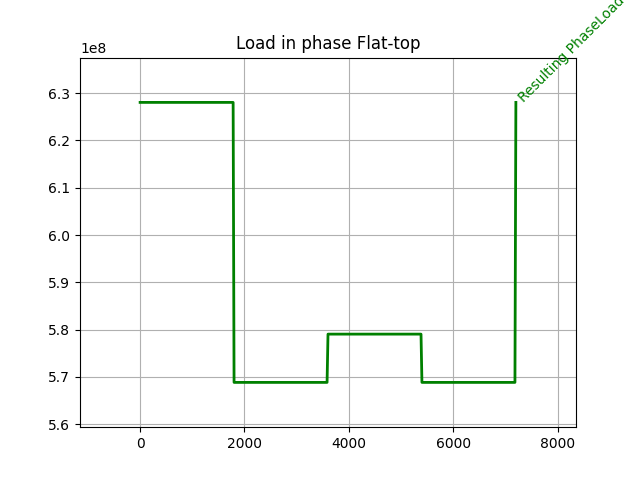 Load in phase Flat-top
1e8
Resulting PhaseLoad
6.3
6.2
6.1
6.0
5.9
5.8
5.7
5.6
0 2000 4000 6000 8000